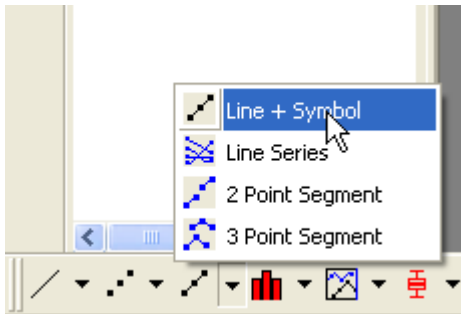 Line + Symbol
Line Series
2 Point Segment
3 Point Segment